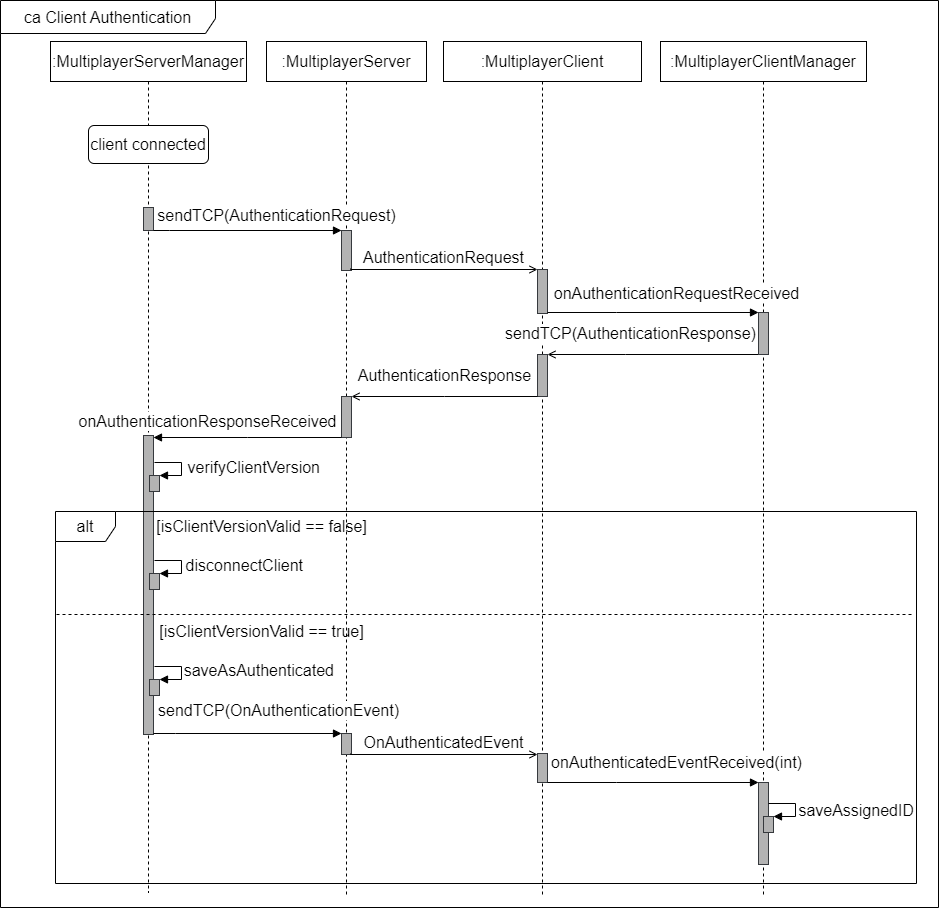 ca Client Authentication
:MultiplayerServerManager
:MultiplayerServer
:MultiplayerClient
:MultiplayerClientManager
client connected
sendTCP(AuthenticationRequest)
AuthenticationRequest
onAuthenticationRequestReceived
sendTCP(AuthenticationResponse)
AuthenticationResponse
onAuthenticationResponseReceived
verifyClientVersion
alt
[isClientVersionValid == false]
disconnectClient
[isClientVersionValid == true]
saveAsAuthenticated
sendTCP(OnAuthenticationEvent)
OnAuthenticatedEvent
onAuthenticatedEventReceived(int)
saveAssignedID